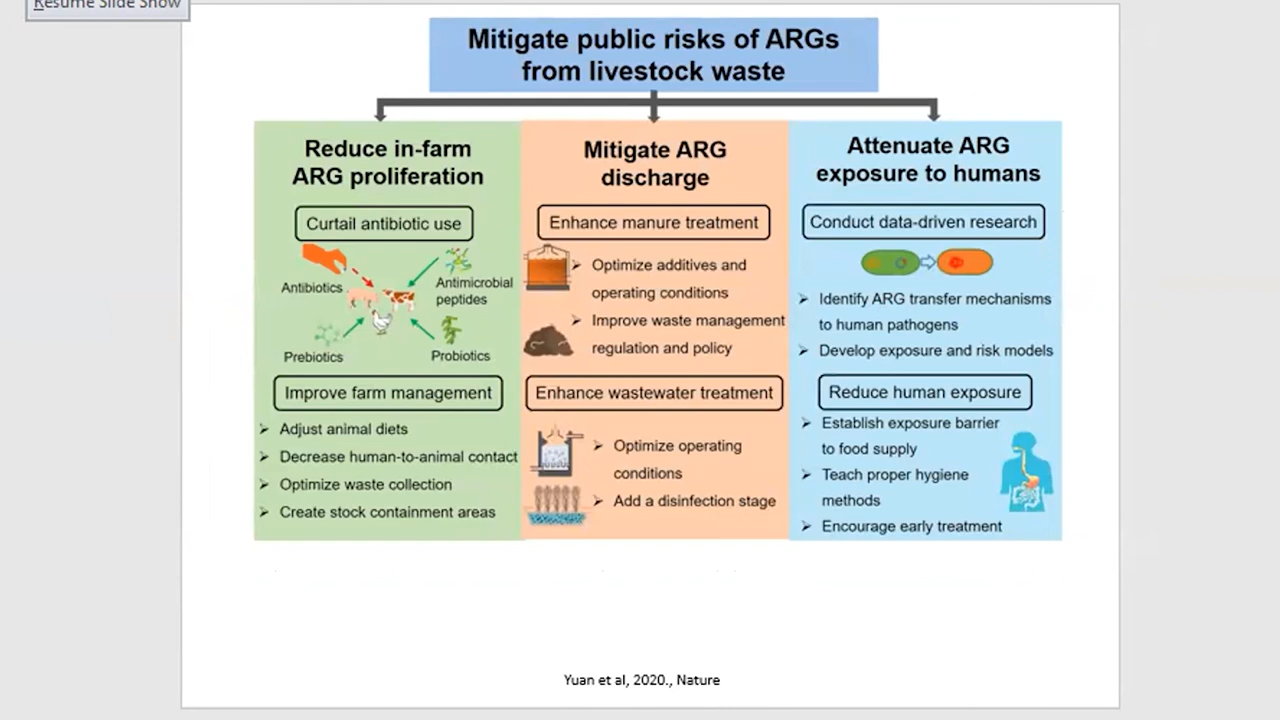 Resume Slide Show
Mitigate public risks of ARGs
from livestock waste
Reduce in-farm
ARG proliferation
Curtail antibiotic use
Antibiotics
Antimicrobial
peptides
Prebiotics
Probiotics
Improve farm management
➢ Adjust animal diets
➢ Decrease human-to-animal contact
➢ Optimize waste collection
➢ Create stock containment areas
Mitigate ARG
discharge
Enhance manure treatment
➢ Optimize additives and
operating conditions
➢ Improve waste management
regulation and policy
Enhance wastewater treatment
➢ Optimize operating
conditions
➢ Add a disinfection stage
Attenuate ARG
exposure to humans
Conduct data-driven research
➢ Identify ARG transfer mechanisms
to human pathogens
➢ Develop exposure and risk models
Reduce human exposure
➢ Establish exposure barrier
to food supply
➢ Teach proper hygiene
methods
➢ Encourage early treatment
Yuan et al, 2020., Nature